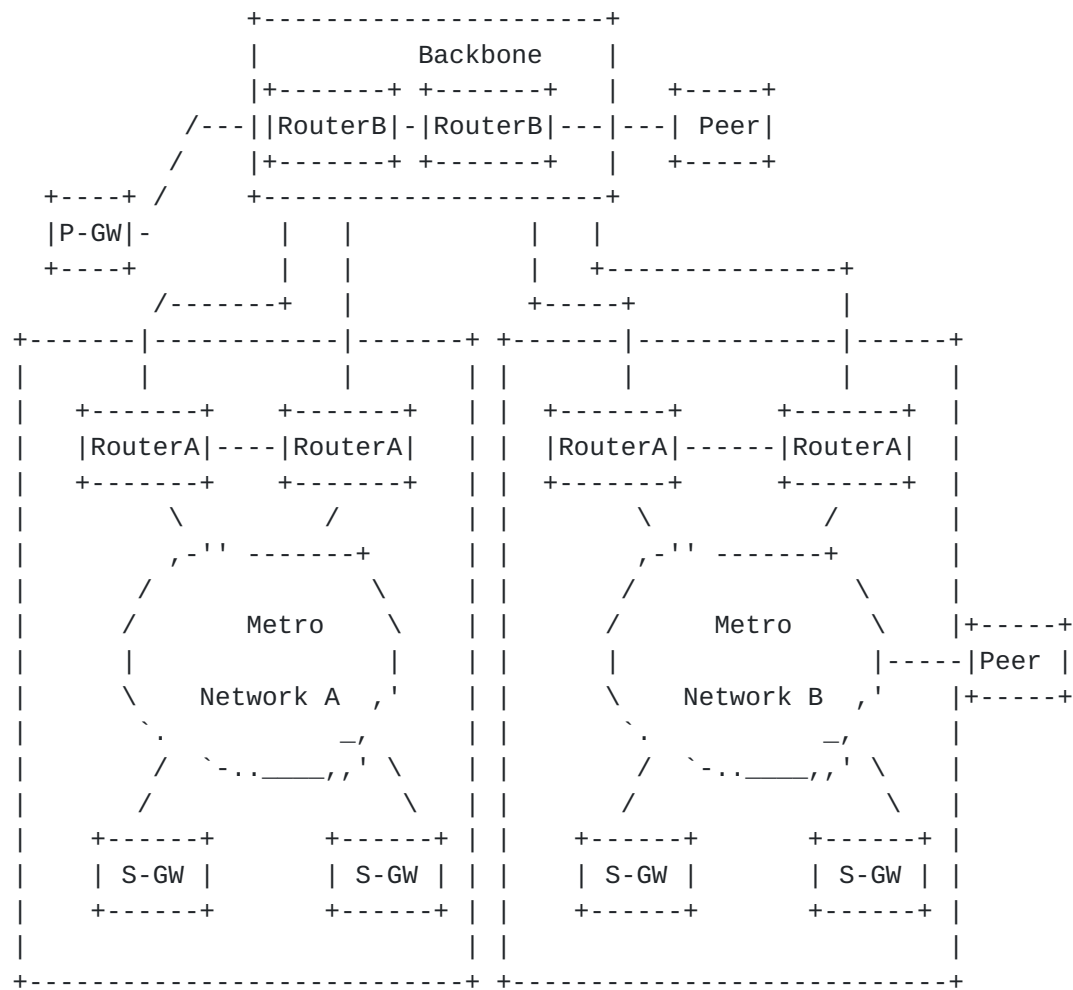 Backbone
RouterB RouterB Peer
P-GW
RouterA RouterA RouterA RouterA
Metro Metro
Peer
Network A Network B
S-GW S-GW S-GW S-GW